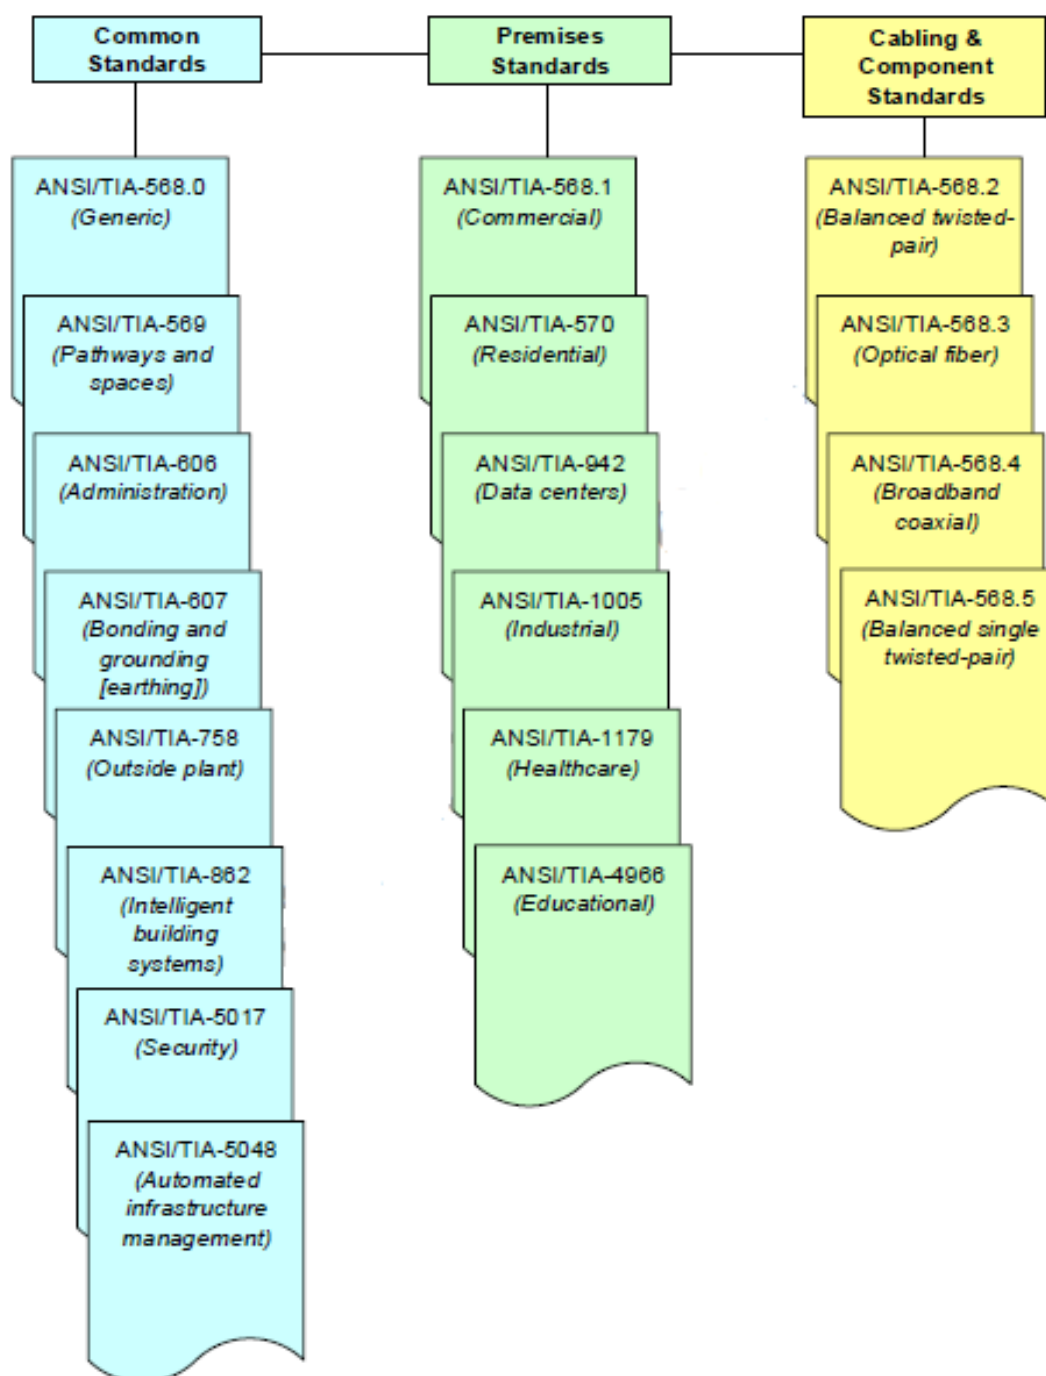 Common
Standards
Premises
Standards
Cabling &
Component
Standards
ANSI/TIA-568.0
(Generic)
ANSI/TIA-569
(Pathways and
spaces)
ANSI/TIA-606
(Administration)
ANSI/TIA-607
(Bonding and
grounding
[earthing])
ANSI/TIA-758
(Outside plant)
ANSI/TIA-862
(Intelligent
building
systems)
ANSI/TIA-5017
(Security)
ANSI/TIA-5048
(Automated
infrastructure
management)
ANSI/TIA-568.1
(Commercial)
ANSI/TIA-570
(Residential)
ANSI/TIA-942
(Data centers)
ANSI/TIA-1005
(Industrial)
ANSI/TIA-1179
(Healthcare)
ANSI/TIA-4966
(Educational)
ANSI/TIA-568.2
(Balanced twisted-
pair)
ANSI/TIA-568.3
(Optical fiber)
ANSI/TIA-568.4
(Broadband
coaxial)
ANSI/TIA-568.5
(Balanced single
twisted-pair)